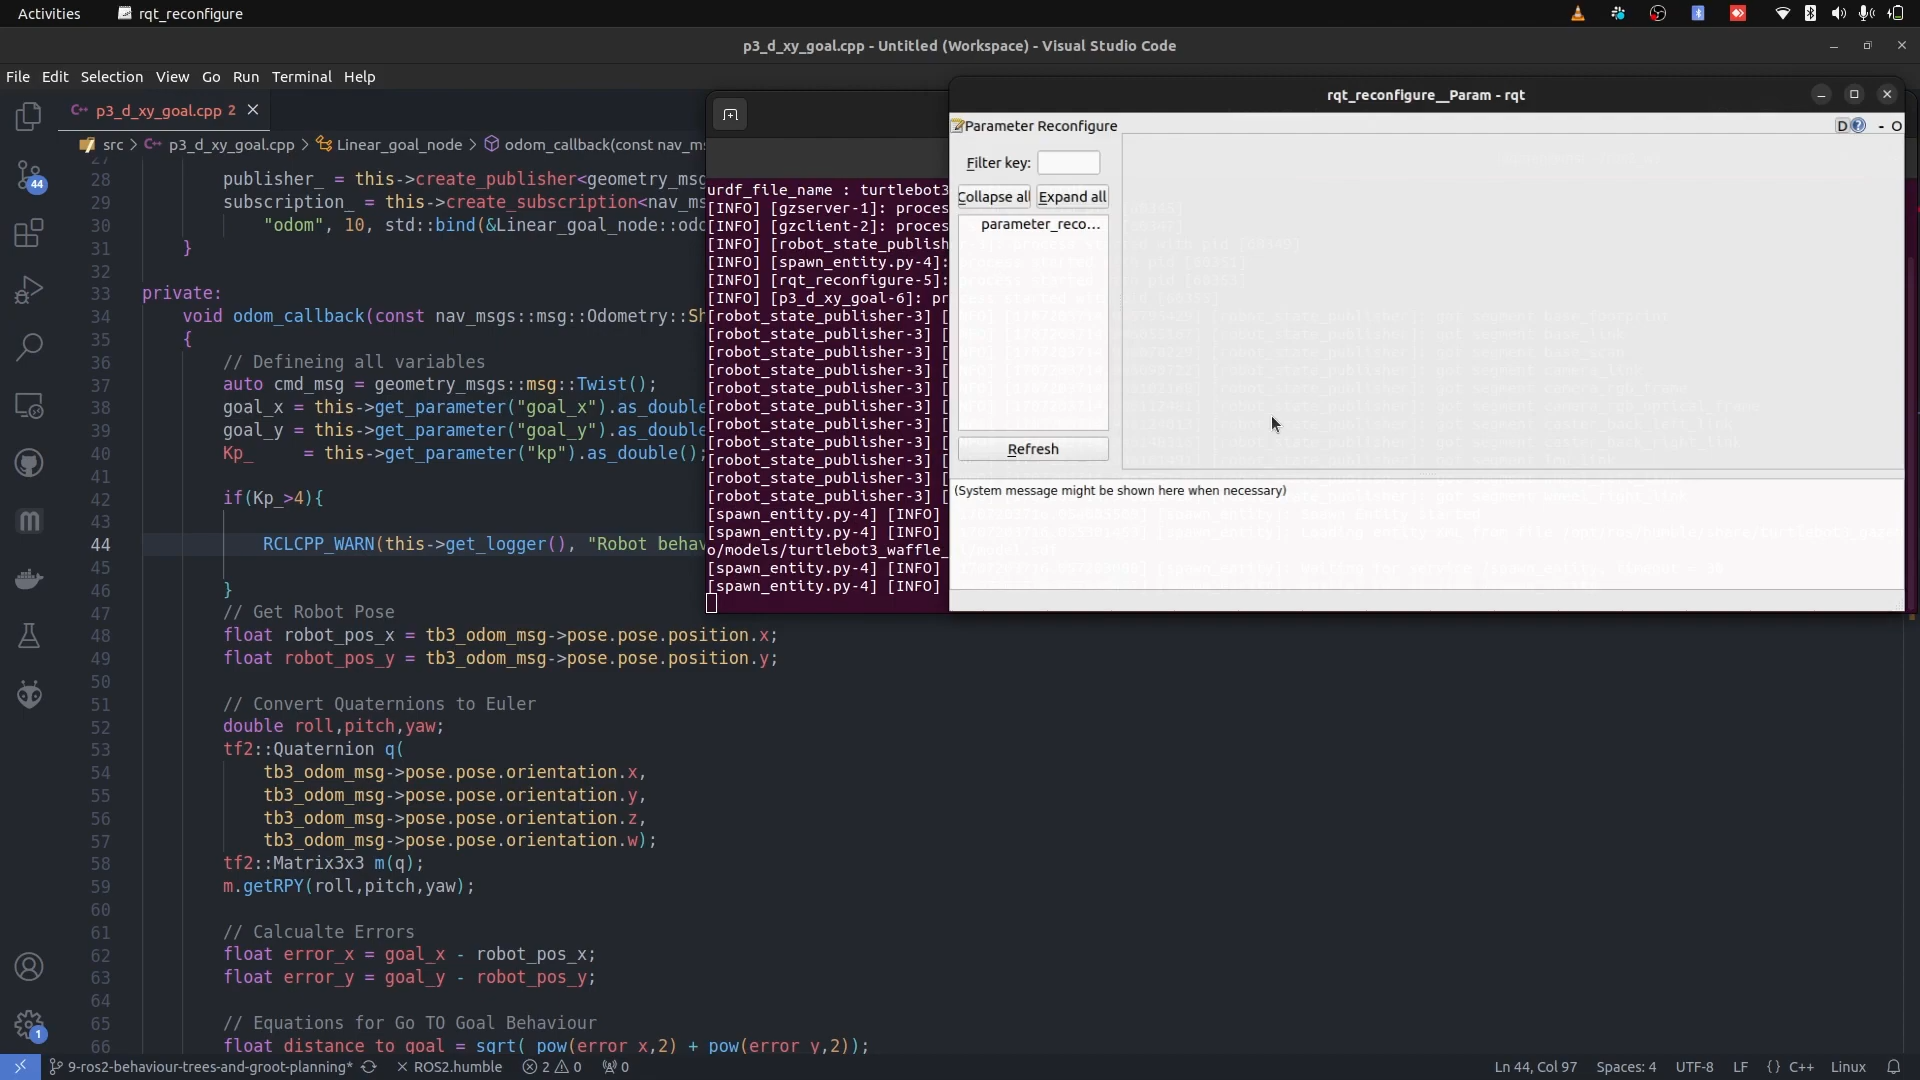 Activities
rqt_reconfigure
p3_d_xy_goal.cpp - Untitled (Workspace) - Visual Studio Code
File Edit Selection View Go Run Terminal Help
p3_d_xy_goal.cpp 2
src > p3_d_xy_goal.cpp > Linear_goal_node > odom_callback(const nav_ms
27
28 publisher_ = this->create_publisher<geometry_msg
29 subscription_ = this->create_subscription<nav_ms
30 "odom", 10, std::bind(&Linear_goal_node::odo
31 }
32
33 private:
34 void odom_callback(const nav_msgs::msg::Odometry::Sh
35 {
36 // Defineing all variables
37 auto cmd_msg = geometry_msgs::msg::Twist();
38 goal_x = this->get_parameter("goal_x").as_double
39 goal_y = this->get_parameter("goal_y").as_double
40 Kp_ = this->get_parameter("kp").as_double();
41
42 if(Kp_>4){
43
44 RCLCPP_WARN(this->get_logger(), "Robot behav
45
46 }
47 // Get Robot Pose
48 float robot_pos_x = tb3_odom_msg->pose.pose.position.x;
49 float robot_pos_y = tb3_odom_msg->pose.pose.position.y;
50
51 // Convert Quaternions to Euler
52 double roll,pitch,yaw;
53 tf2::Quaternion q(
54 tb3_odom_msg->pose.pose.orientation.x,
55 tb3_odom_msg->pose.pose.orientation.y,
56 tb3_odom_msg->pose.pose.orientation.z,
57 tb3_odom_msg->pose.pose.orientation.w);
58 tf2::Matrix3x3 m(q);
59 m.getRPY(roll,pitch,yaw);
60
61 // Calcualte Errors
62 float error_x = goal_x - robot_pos_x;
63 float error_y = goal_y - robot_pos_y;
64
65 // Equations for Go TO Goal Behaviour
66 float distance_to_goal = sqrt( pow(error_x,2) + pow(error_y,2));
44
1
urdf_file_name : turtlebot3
[INFO] [gzserver-1]: proces
[INFO] [gzclient-2]: proces
[INFO] [robot_state_publish
[INFO] [spawn_entity.py-4]:
[INFO] [rqt_reconfigure-5]:
[INFO] [p3_d_xy_goal-6]: pr
[robot_state_publisher-3] [
[robot_state_publisher-3] [
[robot_state_publisher-3] [
[robot_state_publisher-3] [
[robot_state_publisher-3] [
[robot_state_publisher-3] [
[robot_state_publisher-3] [
[robot_state_publisher-3] [
[robot_state_publisher-3] [
[robot_state_publisher-3] [
[robot_state_publisher-3] [
[spawn_entity.py-4] [INFO]
[spawn_entity.py-4] [INFO]
o/models/turtlebot3_waffle_
[spawn_entity.py-4] [INFO]
[spawn_entity.py-4] [INFO]
rqt_reconfigure__Param - rqt
Parameter Reconfigure
D ? - O
Filter key:
Collapse all Expand all
parameter_reco...
Refresh
(System message might be shown here when necessary)
9-ros2-behaviour-trees-and-groot-planning* ROS2.humble 2 0 0
Ln 44, Col 97 Spaces: 4 UTF-8 LF {} C++ Linux